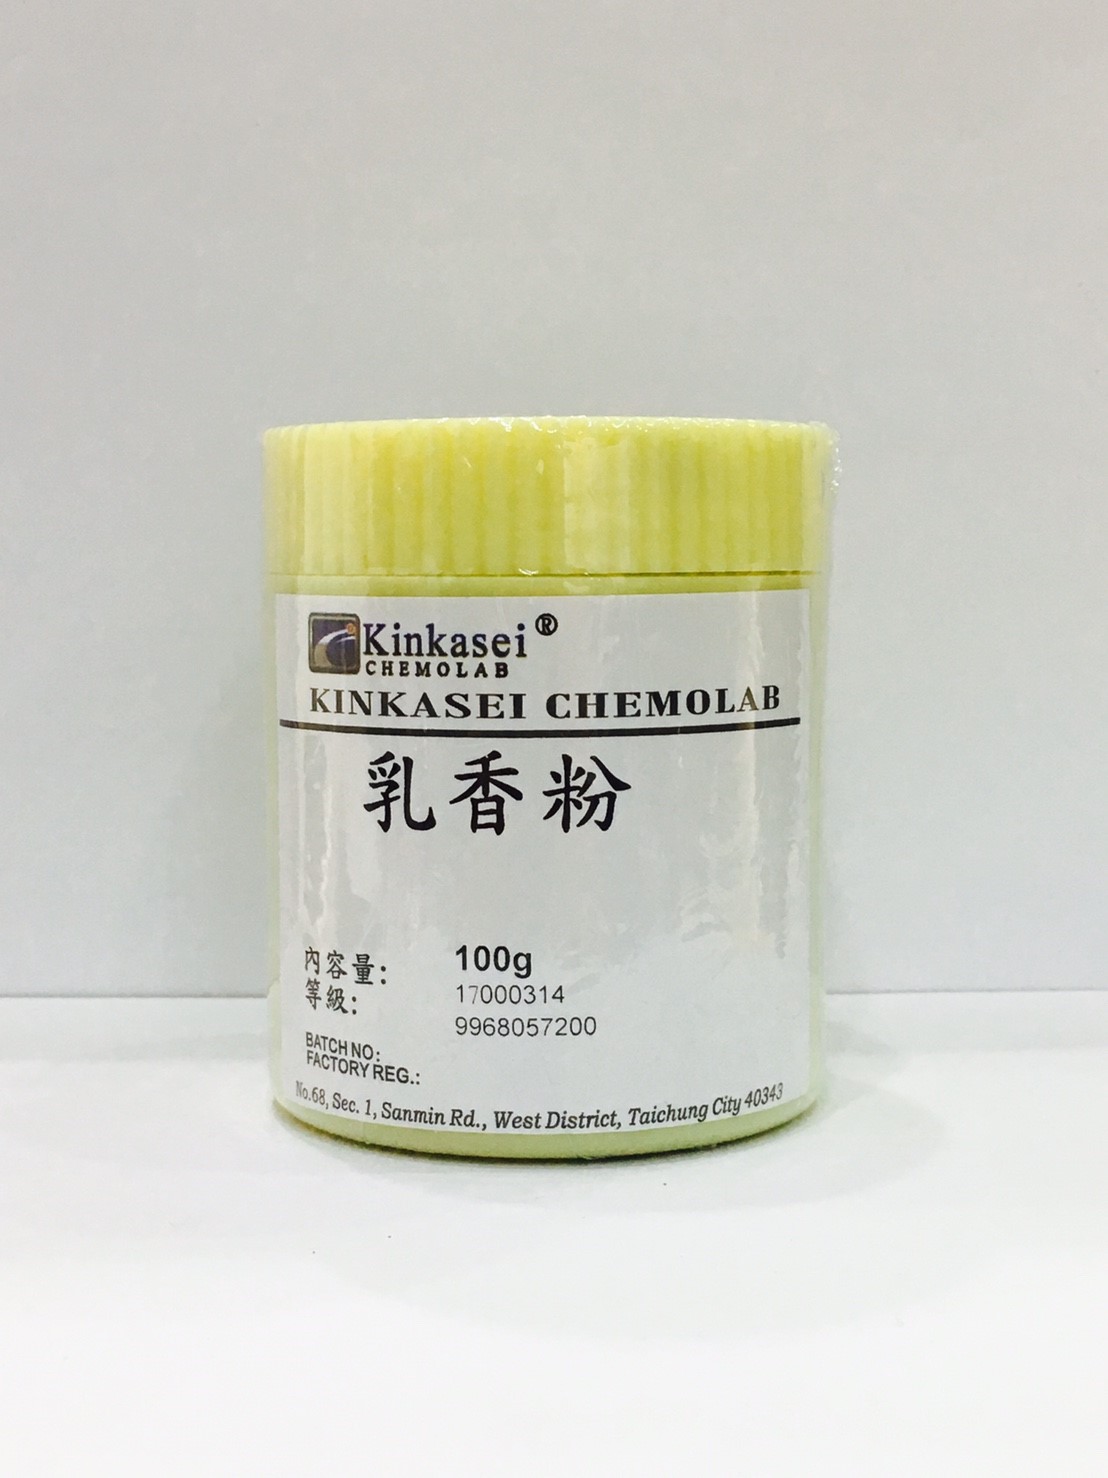 Kinkasei®
CHEMOLAB
KINKASEI CHEMOLAB
乳香粉
內容量: 100g
等級: 17000314
9968057200
BATCH NO:
FACTORY REG.:
No.68, Sec. 1, Sanmin Rd., West District, Taichung City 40343